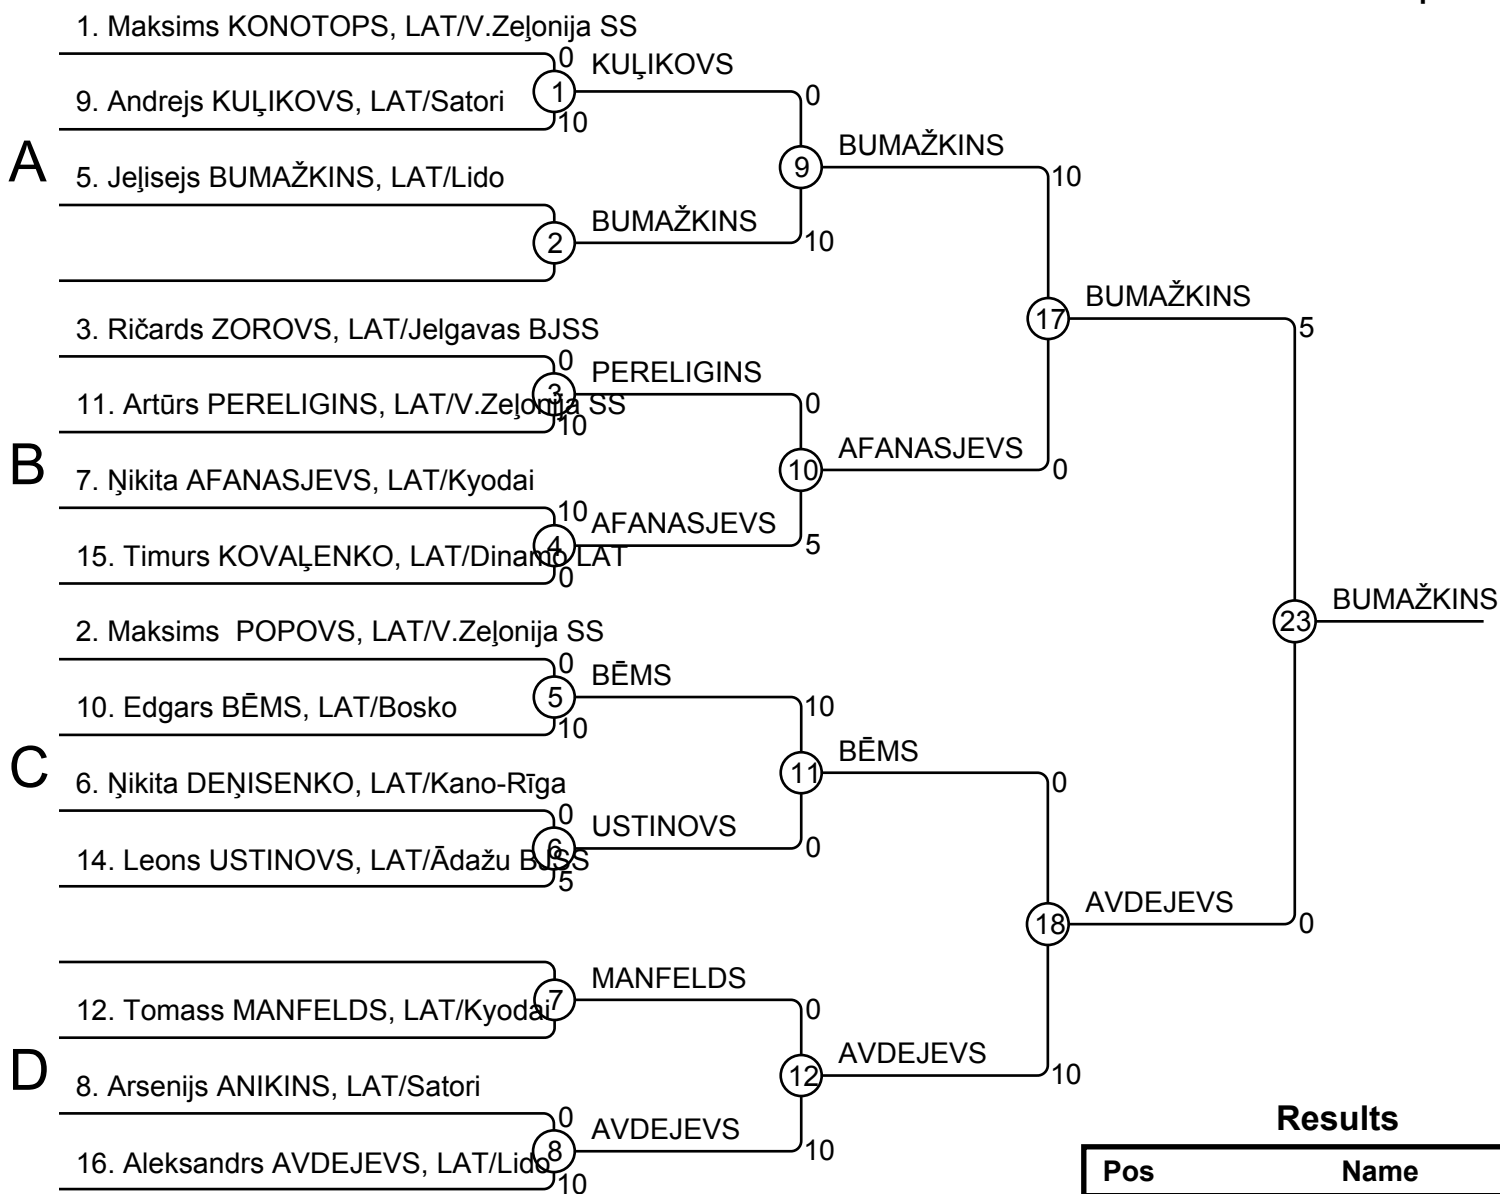 1. Maksims KONOTOPS, LAT/V.Zeļonija SS
0
KUĻIKOVS
1
0
9. Andrejs KUĻIKOVS, LAT/Satori
10
BUMAŽKINS
A
9
5. Jeļisejs BUMAŽKINS, LAT/Lido
10
BUMAŽKINS
2
10
BUMAŽKINS
17
5
3. Ričards ZOROVS, LAT/Jelgavas BJSS
0
PERELIGINS
3
0
11. Artūrs PERELIGINS, LAT/V.Zeļonija SS
10
AFANASJEVS
B
10
0
7. Ņikita AFANASJEVS, LAT/Kyodai
10
AFANASJEVS
4
5
15. Timurs KOVAĻENKO, LAT/Dinamo LAT
0
BUMAŽKINS
23
2. Maksims  POPOVS, LAT/V.Zeļonija SS
0
BĒMS
5
10
10. Edgars BĒMS, LAT/Bosko
10
BĒMS
C
11
0
6. Ņikita DEŅISENKO, LAT/Kano-Rīga
0
USTINOVS
6
0
14. Leons USTINOVS, LAT/Ādažu BJSS
5
AVDEJEVS
18
0
MANFELDS
7
0
12. Tomass MANFELDS, LAT/Kyodai
AVDEJEVS
D
12
10
8. Arsenijs ANIKINS, LAT/Satori
0
AVDEJEVS
8
10
16. Aleksandrs AVDEJEVS, LAT/Lido
10
Results
Pos Name